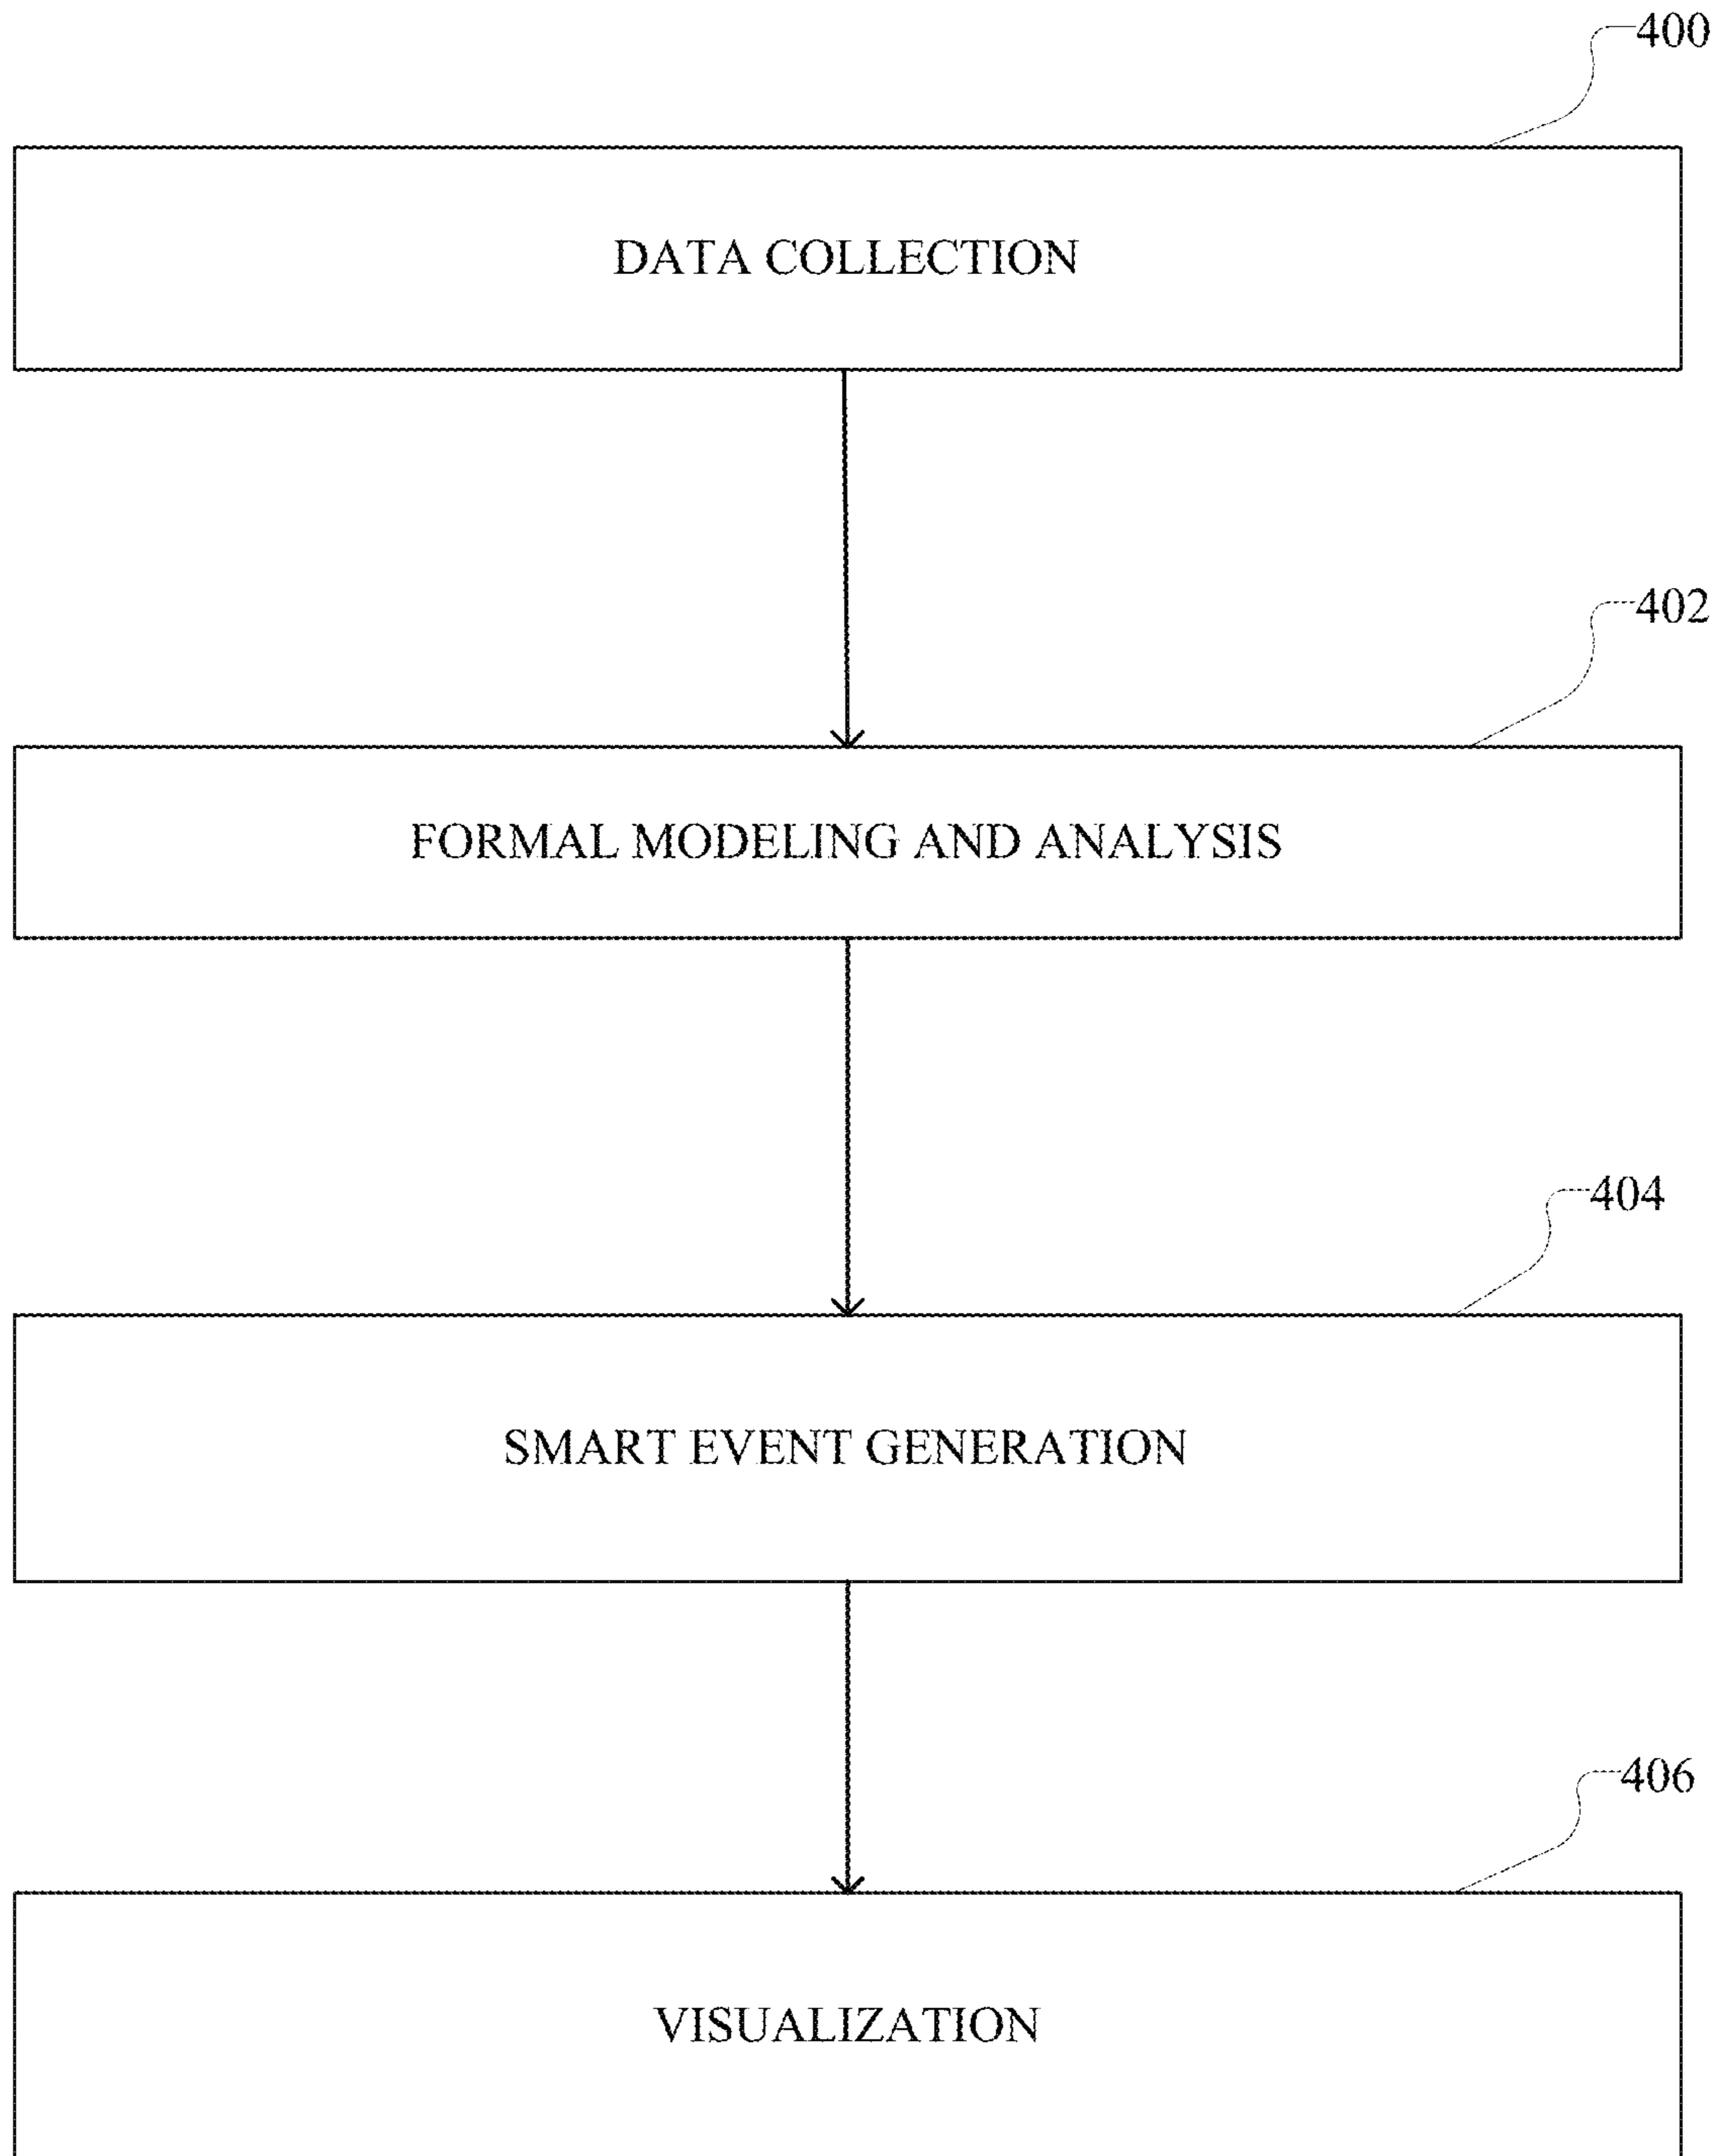 400
DATA COLLECTION
402
FORMAL MODELING AND ANALYSIS
404
SMART EVENT GENERATION
406
VISUALIZATION